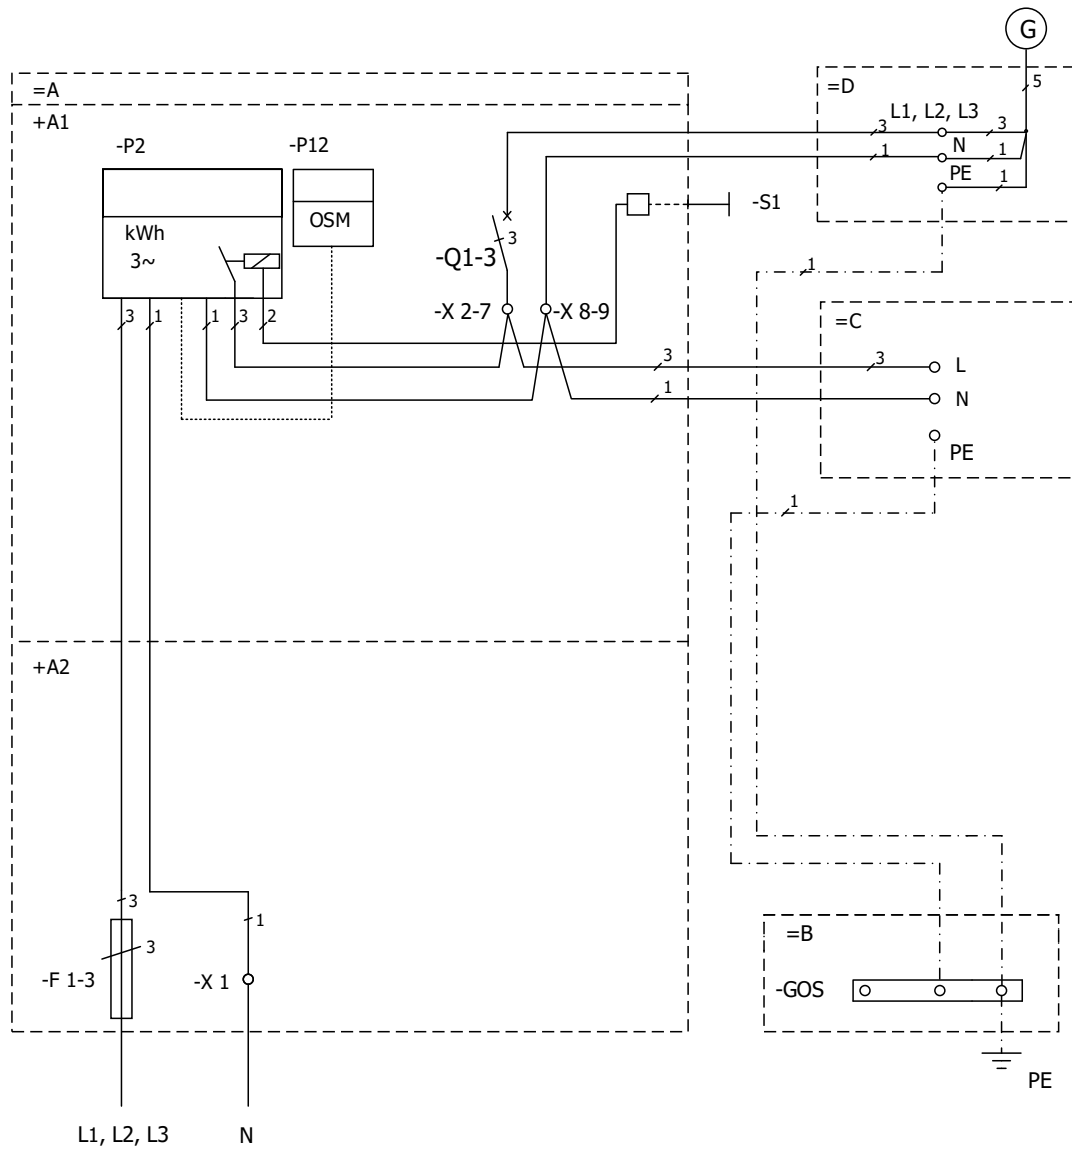 G
=A
=D
5
+A1
L1, L2, L3
3
3
-P2
-P12
N
1
1
PE
1
OSM
-S1
kWh
3~
3
-Q1-3
1
-X 2-7
-X 8-9
=C
3
1
1
3
2
3
3
L
1
N
PE
1
+A2
3
1
3
=B
-F 1-3
-X 1
-GOS
PE
L1, L2, L3
N